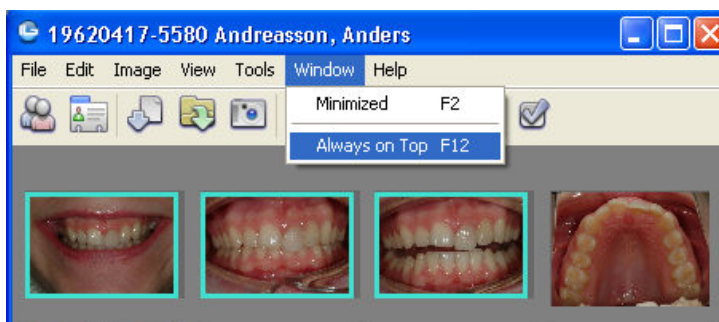 19620417-5580 Andreasson, Anders
File Edit Image View Tools Window Help
Minimized F2
Always on Top F12